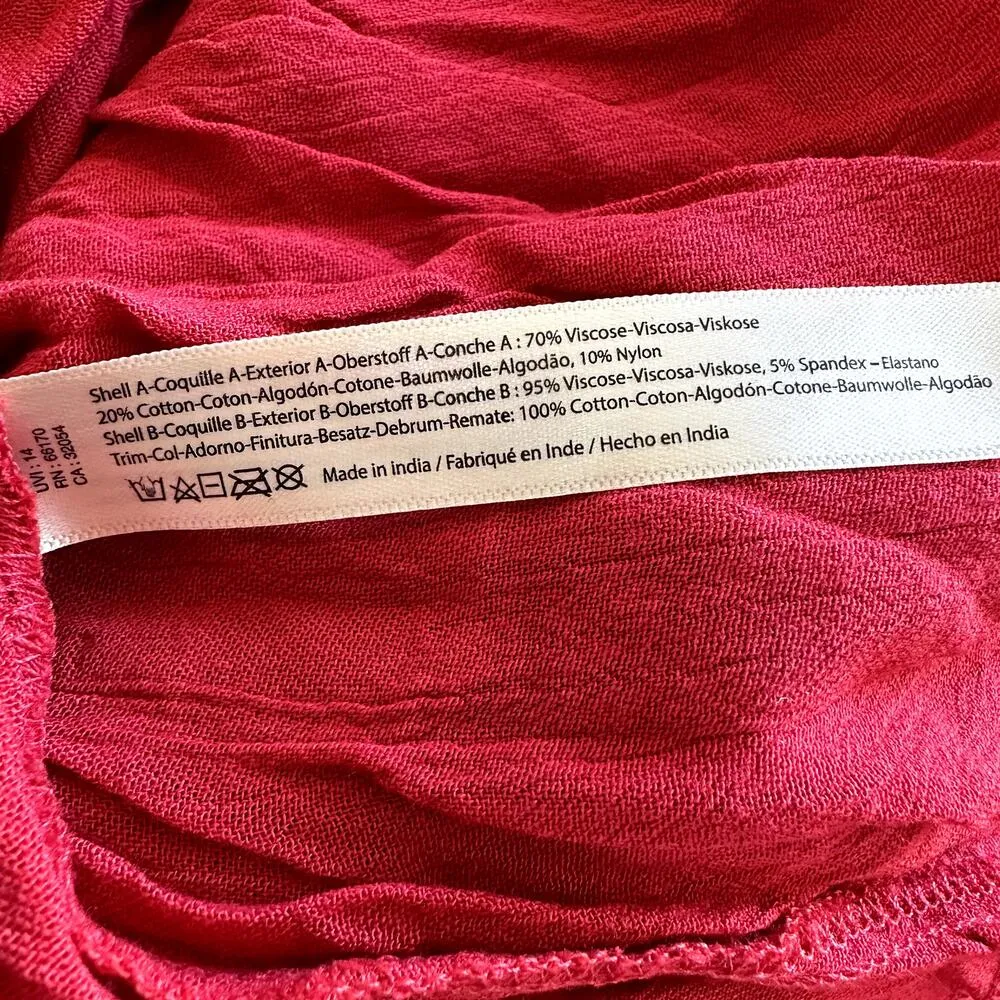 Shell A-Coquille A-Exterior A-Oberstoff A-Conche A : 70% Viscose-Viscosa-Viskose
20% Cotton-Coton-Algodón-Cotone-Baumwolle-Algodão, 10% Nylon
Shell B-Coquille B-Exterior B-Oberstoff B-Conche B : 95% Viscose-Viscosa-Viskose, 5% Spandex – Elastano
Trim-Col-Adorno-Finitura-Besatz-Debrum-Remate: 100% Cotton-Coton-Algodón-Cotone-Baumwolle-Algodão
Made in india / Fabriqué en Inde / Hecho en India
UVI : 14
RN : 66170
CA : 32054